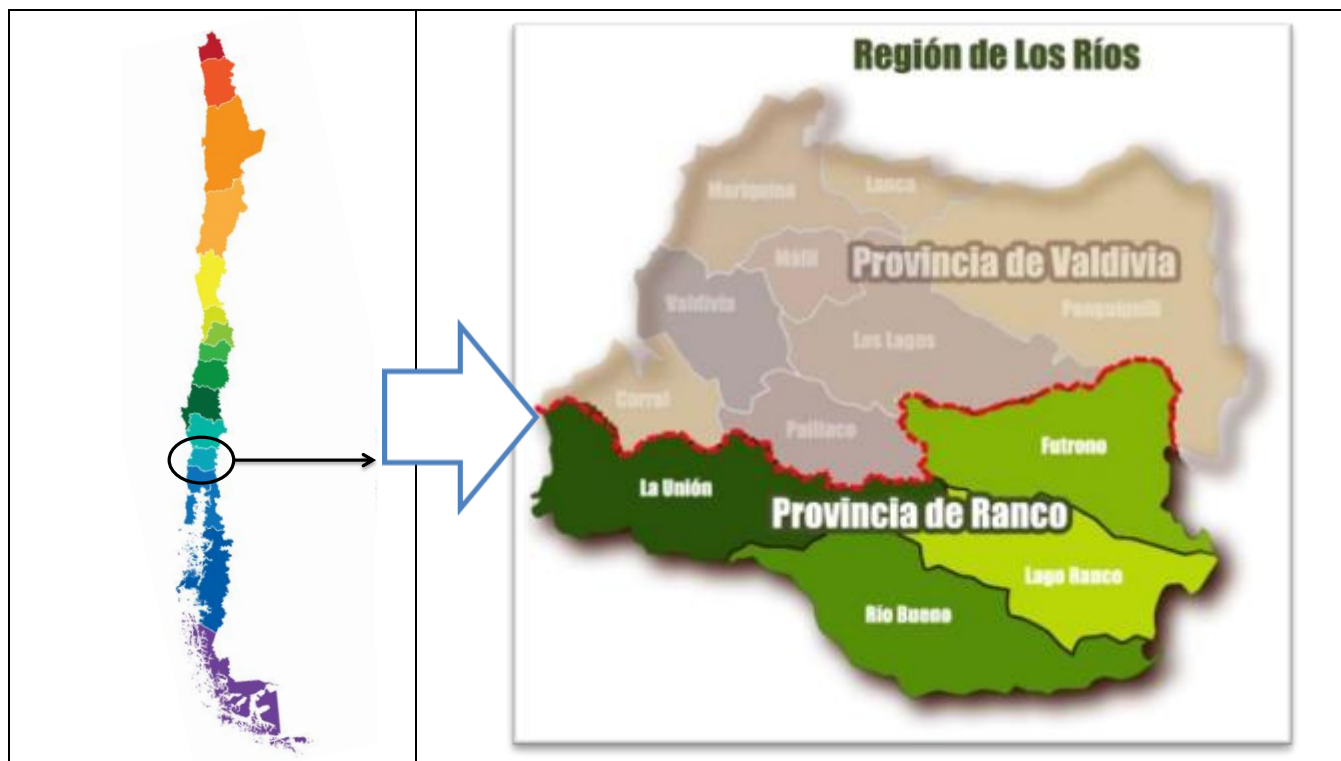 Región de Los Ríos
Mariquina
Lanco
Máfil
Provincia de Valdivia
Valdivia
Panguipulli
Los Lagos
Corral
Paillaco
Futrono
La Unión
Provincia de Ranco
Lago Ranco
Río Bueno